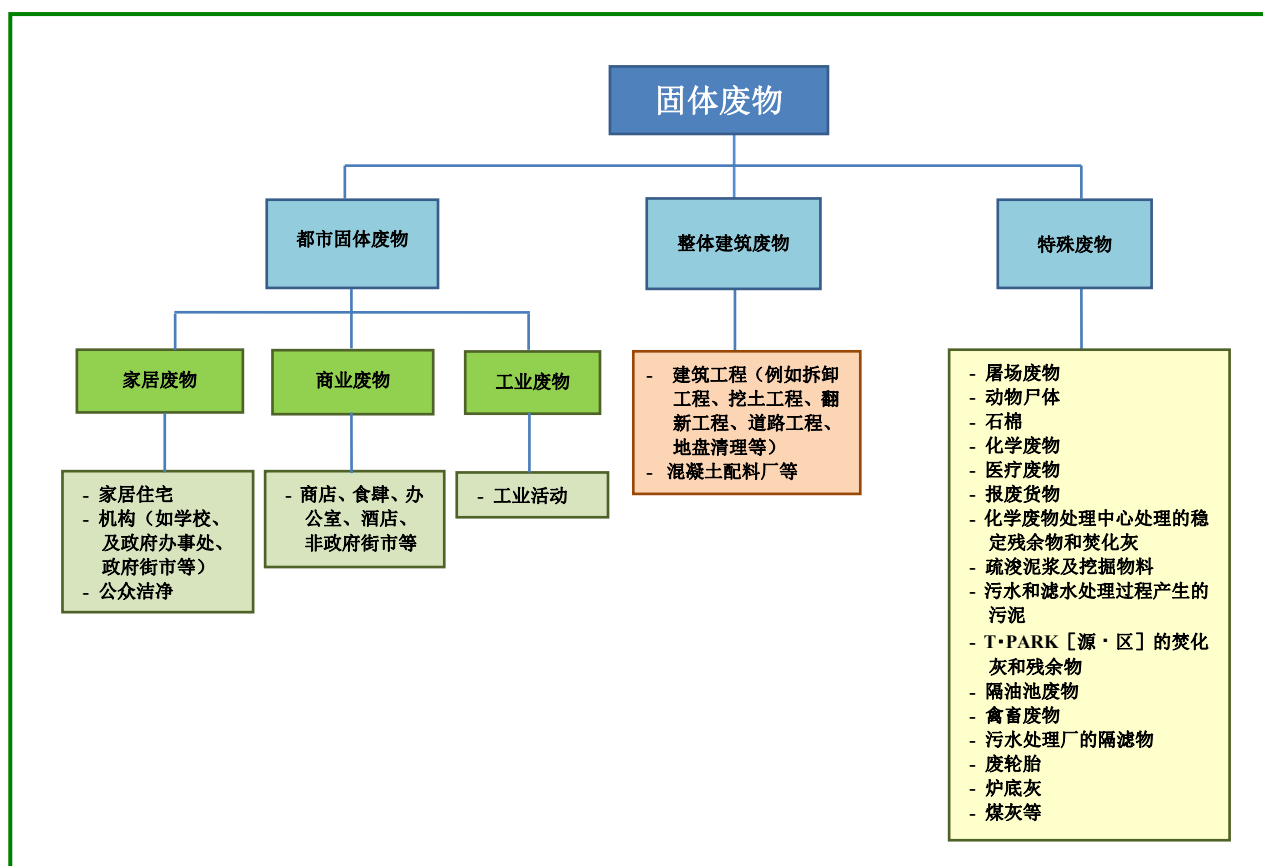 固体废物
都市固体废物
整体建筑废物
特殊废物
家居废物
商业废物
工业废物
- 家居住宅
- 机构（如学校、
及政府办事处、
政府街市等）
- 公众洁净
- 商店、食肆、办
公室、酒店、
非政府街市等
- 工业活动
- 建筑工程（例如拆卸
工程、挖土工程、翻
新工程、道路工程、
地盘清理等）
- 混凝土配料厂等
- 屠场废物
- 动物尸体
- 石棉
- 化学废物
- 医疗废物
- 报废货物
- 化学废物处理中心处理的稳
定残余物和焚化灰
- 疏浚泥浆及挖掘物料
- 污水和滤水处理过程产生的
污泥
- T·PARK［源·区］的焚化
灰和残余物
- 隔油池废物
- 禽畜废物
- 污水处理厂的隔滤物
- 废轮胎
- 炉底灰
- 煤灰等